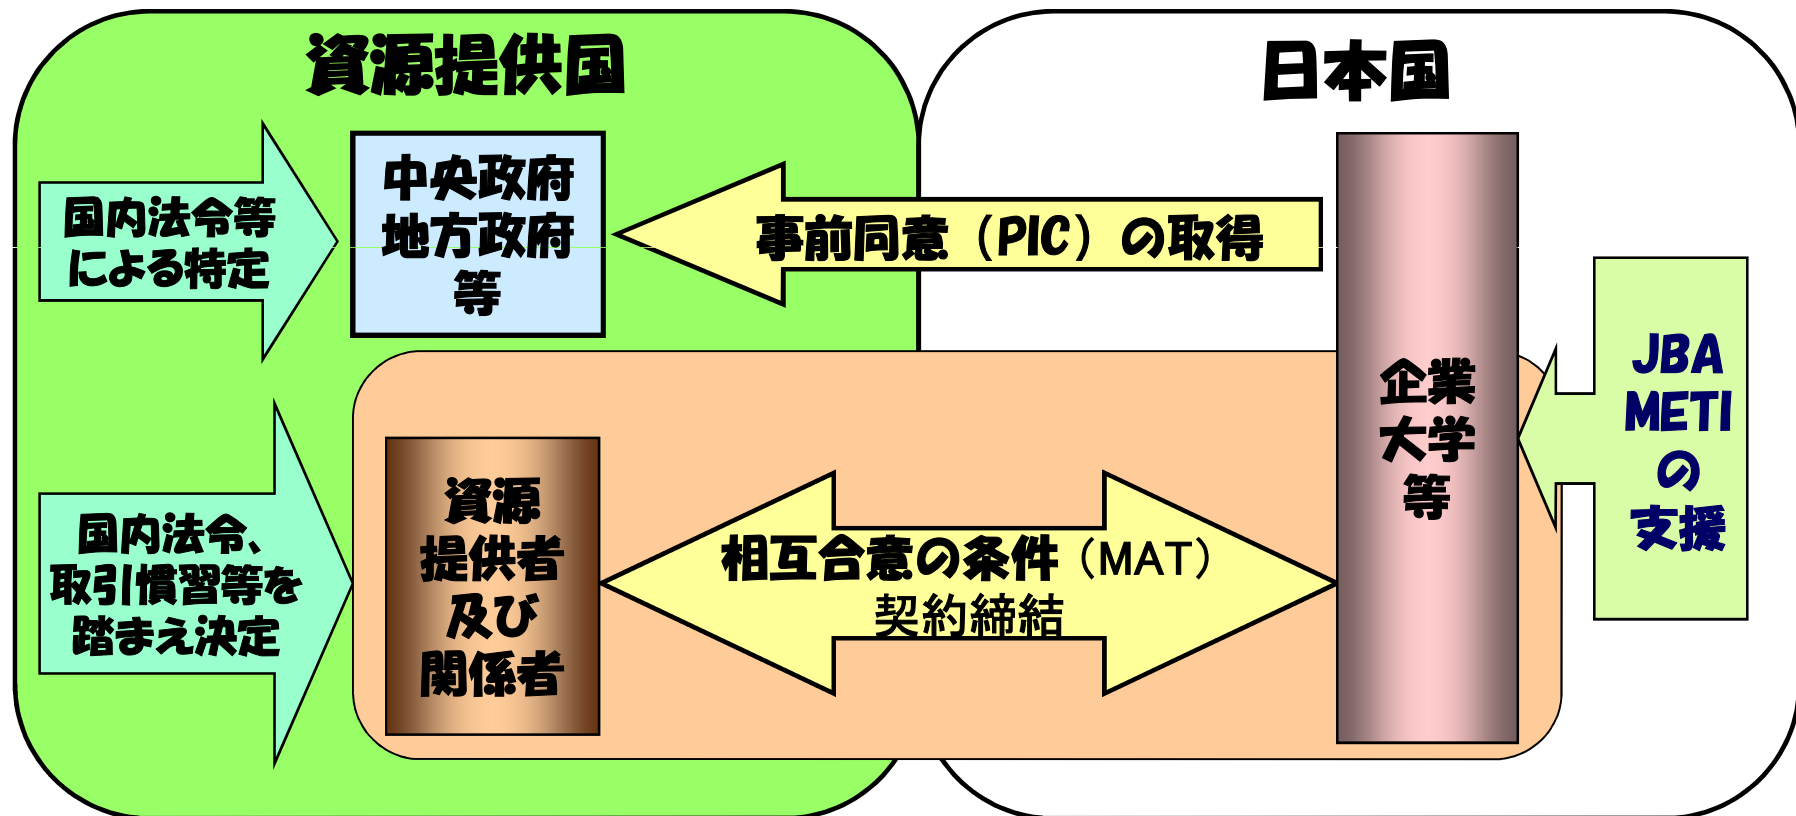 資源提供国
日本国
国内法令等
による特定
中央政府
地方政府
等
事前同意（PIC）の取得
国内法令、
取引慣習等を
踏まえ決定
資源
提供者
及び
関係者
相互合意の条件（MAT）
契約締結
企業
大学
等
JBA
METI
の
支援